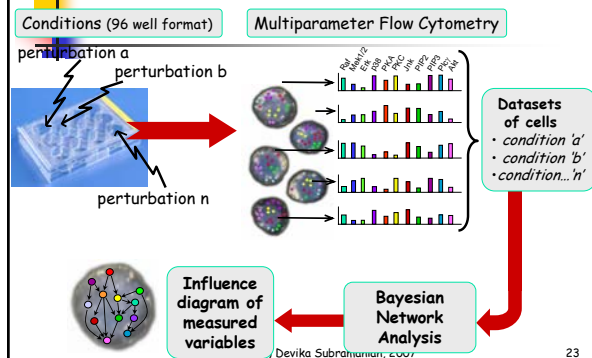 Conditions (96 well format)
Multiparameter Flow Cytometry
perturbation a
perturbation b
perturbation n
Raf
Mek1/2
Erk
p38
PKA
PKC
Jnk
PIP2
PIP3
Plcγ
Akt
Datasets
of cells
• condition 'a'
• condition 'b'
• condition...'n'
Influence
diagram of
measured
variables
Bayesian
Network
Analysis
Devika Subramanian, 2007
23